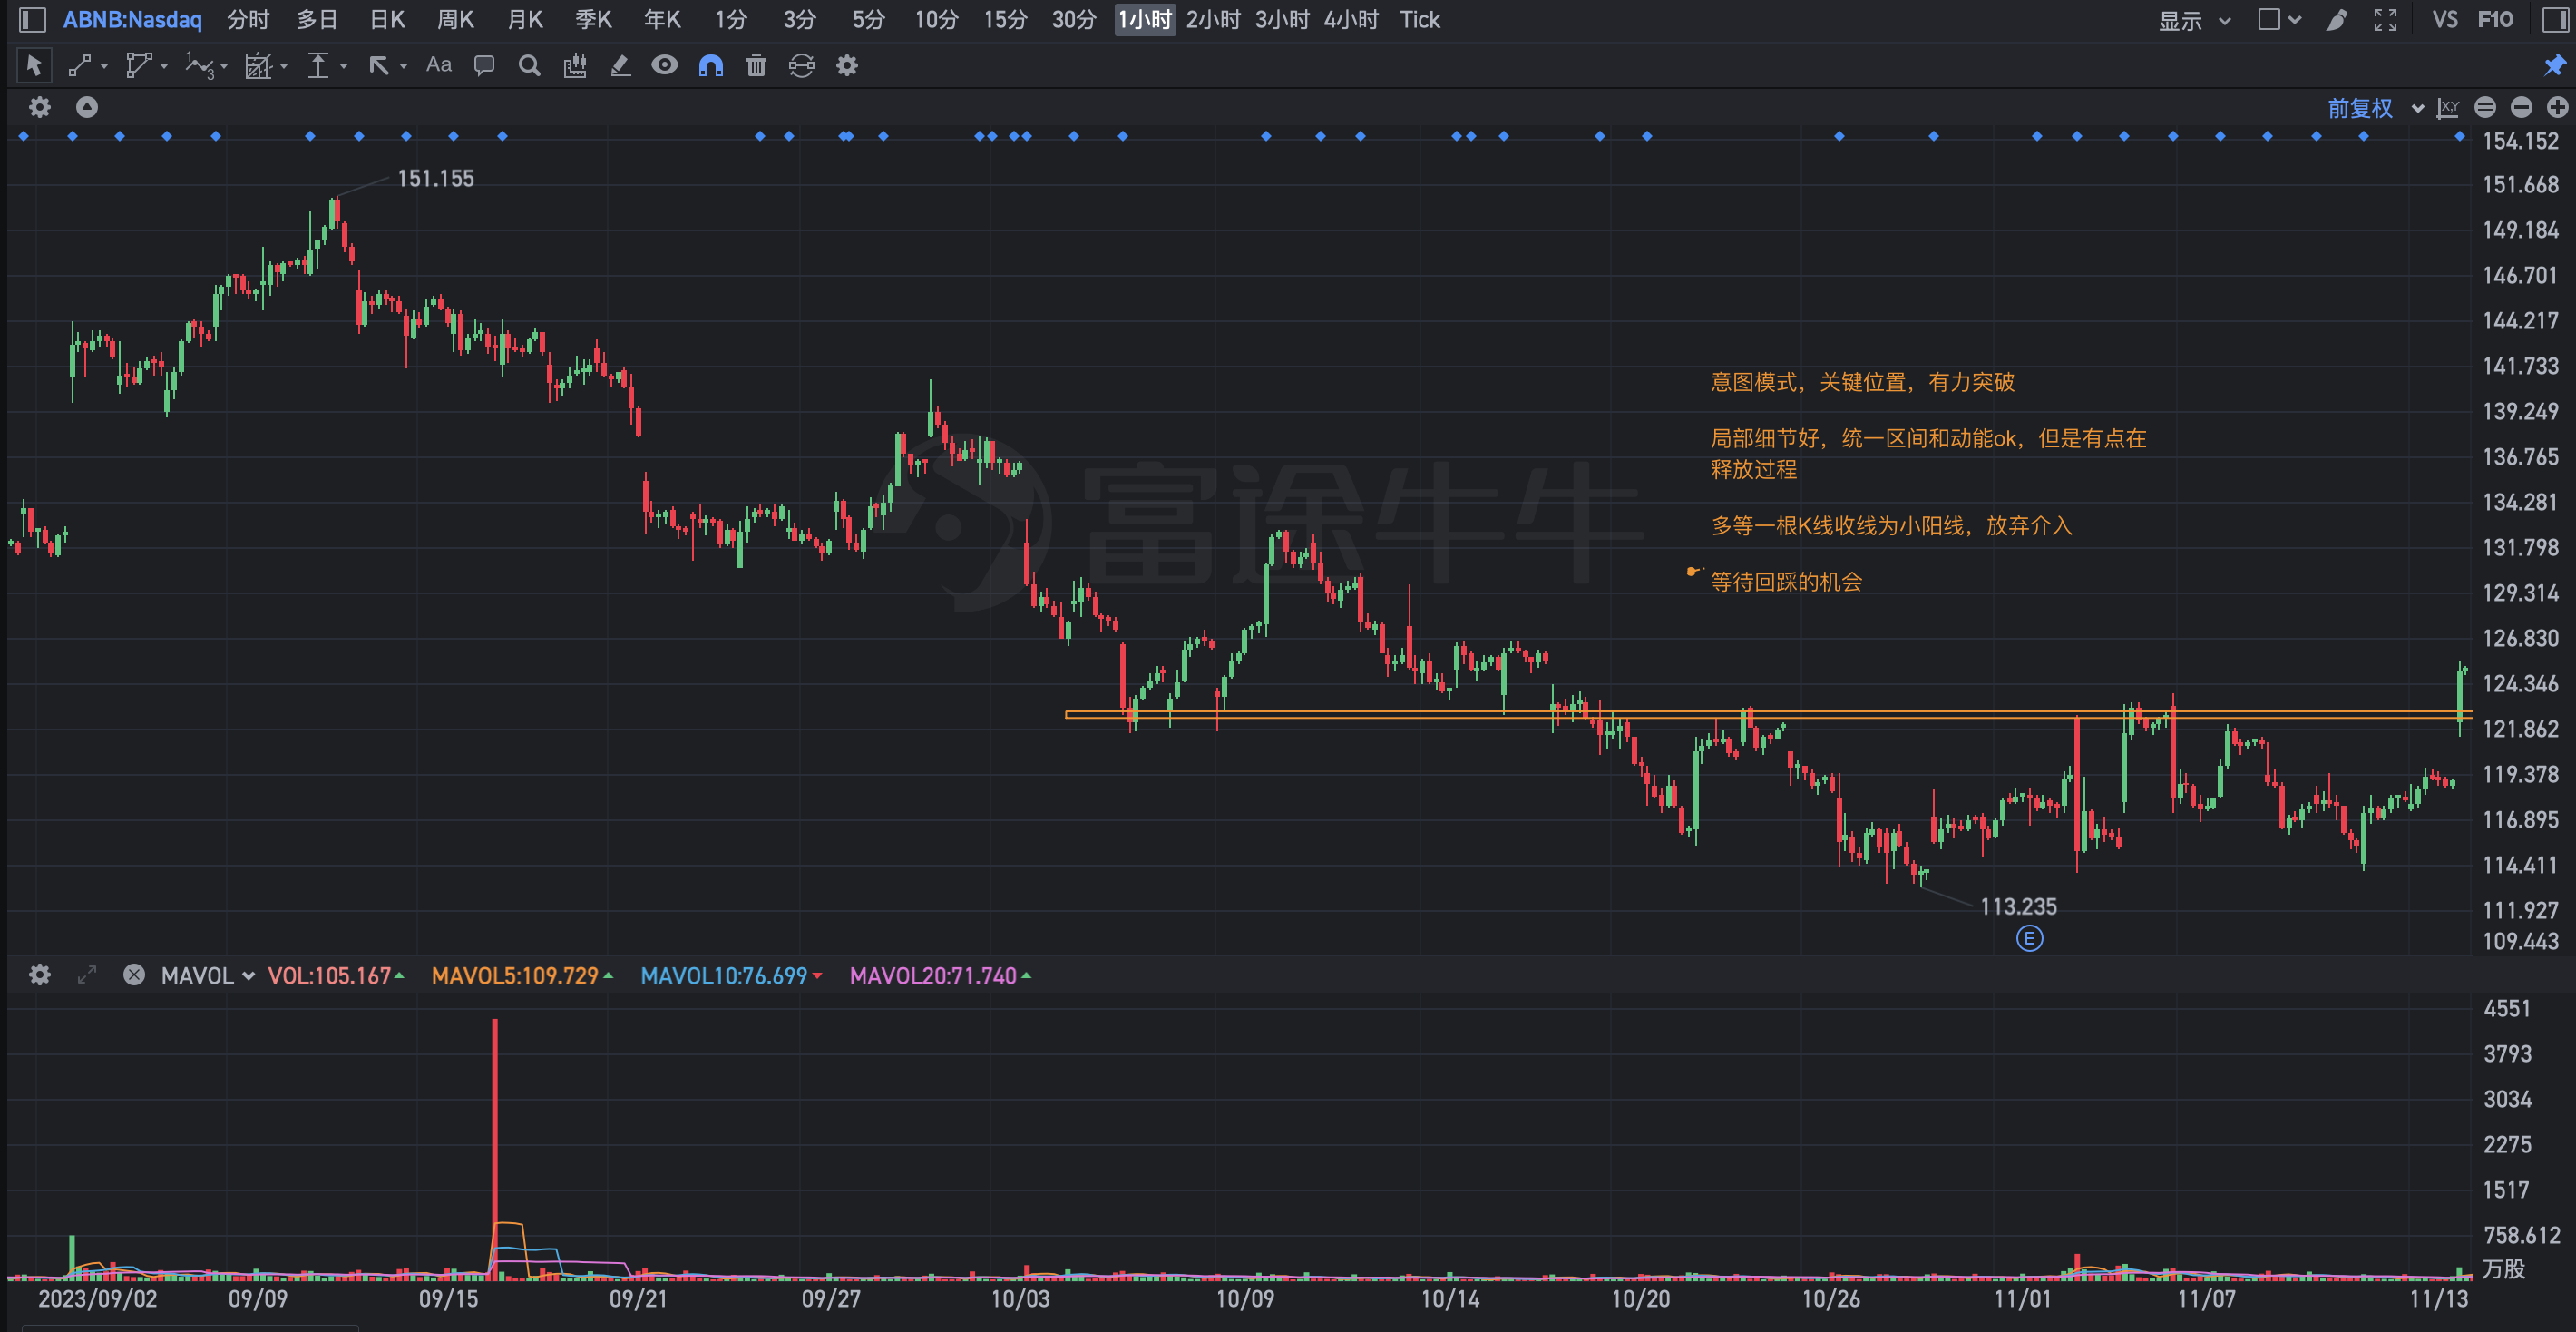 ABNB:Nasdaq 分时 多日 日K 周K 月K 季K 年K 1分 3分 5分 10分 15分 30分 1小时 2小时 3小时 4小时 Tick 显示 VS F10
Aa
前复权 X,Y
154.152
151.155
151.668
149.184
146.701
144.217
141.733
意图模式，关键位置，有力突破
139.249
局部细节好，统一区间和动能ok，但是有点在
释放过程
136.765
富途牛牛
134.281
多等一根K线收线为小阳线，放弃介入
131.798
等待回踩的机会
129.314
126.830
124.346
121.862
119.378
116.895
114.411
113.235
111.927
E
109.443
MAVOL VOL:105.167 MAVOL5:109.729 MAVOL10:76.699 MAVOL20:71.740
4551
3793
3034
2275
1517
758.612
万股
2023/09/02 09/09 09/15 09/21 09/27 10/03 10/09 10/14 10/20 10/26 11/01 11/07 11/13